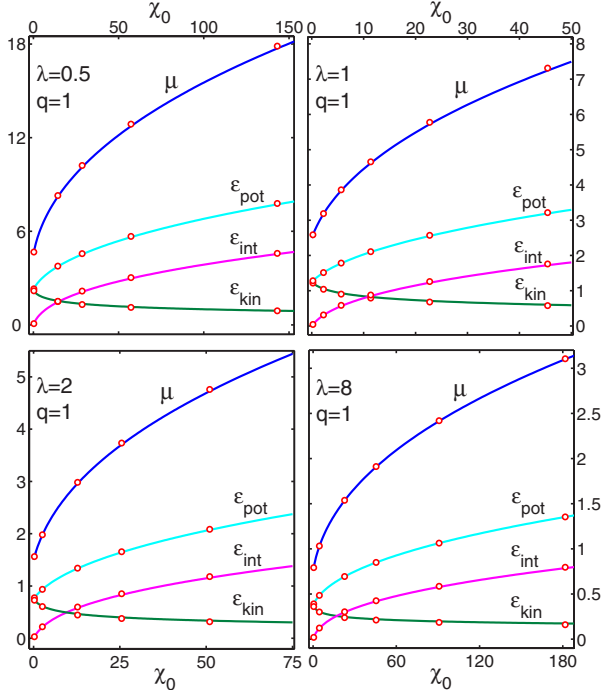 χ0 χ0
0 50 100 150 0 10 20 30 40 50
18 8
λ=0.5 λ=1
q=1 q=1
μ μ
7
6
12
5
4
εpot εpot
6 3
εint εint
2
εkin εkin
1
0 0
5 λ=2 λ=8 3
q=1 q=1
μ μ
4 2.5
3 2
εpot εpot
1.5
2
εint εint
1
1
εkin εkin
0.5
0 0
0 25 50 75 0 60 120 180
χ0 χ0